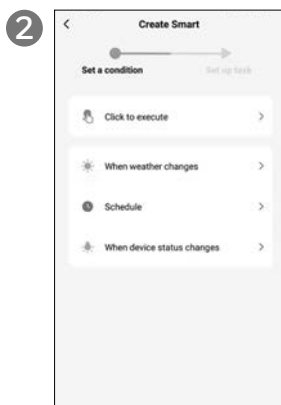 2
Create Smart
Set a condition
Set up task
Click to execute
When weather changes
Schedule
When device status changes